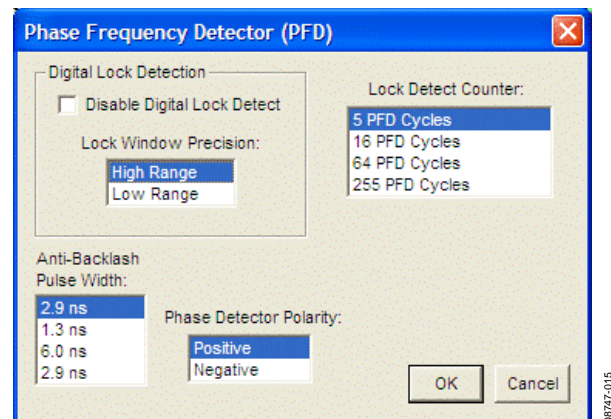 Phase Frequency Detector (PFD)
Digital Lock Detection
Disable Digital Lock Detect
Lock Window Precision:
High Range
Low Range
Lock Detect Counter:
5 PFD Cycles
16 PFD Cycles
64 PFD Cycles
255 PFD Cycles
Anti-Backlash
Pulse Width:
2.9 ns
1.3 ns
6.0 ns
2.9 ns
Phase Detector Polarity:
Positive
Negative
OK
Cancel
08747-015